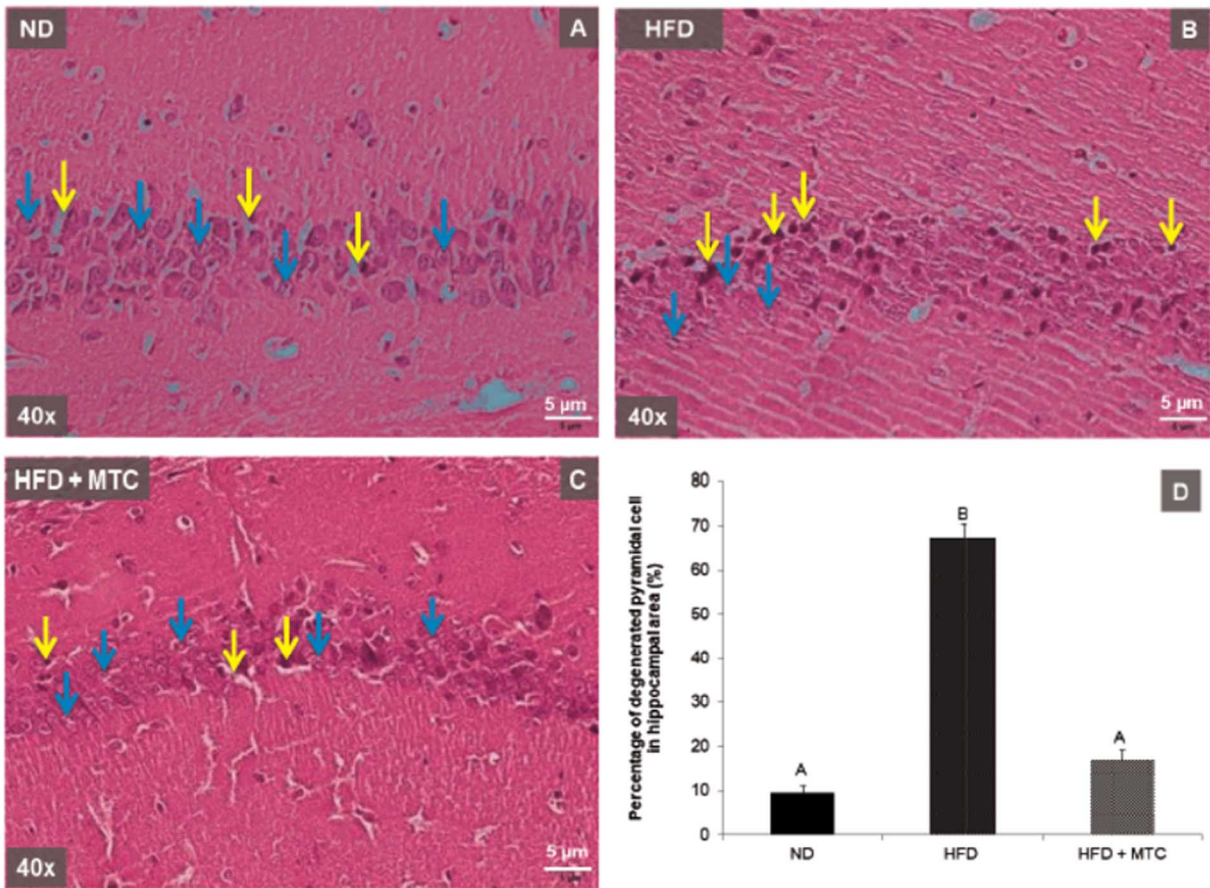 ND
A
40x
5 µm
HFD
B
40x
5 µm
HFD + MTC
C
40x
5 µm
D
Percentage of degenerated pyramidal cell
in hippocampal area (%)
80
70
60
50
40
30
20
10
0
A
B
A
ND
HFD
HFD + MTC